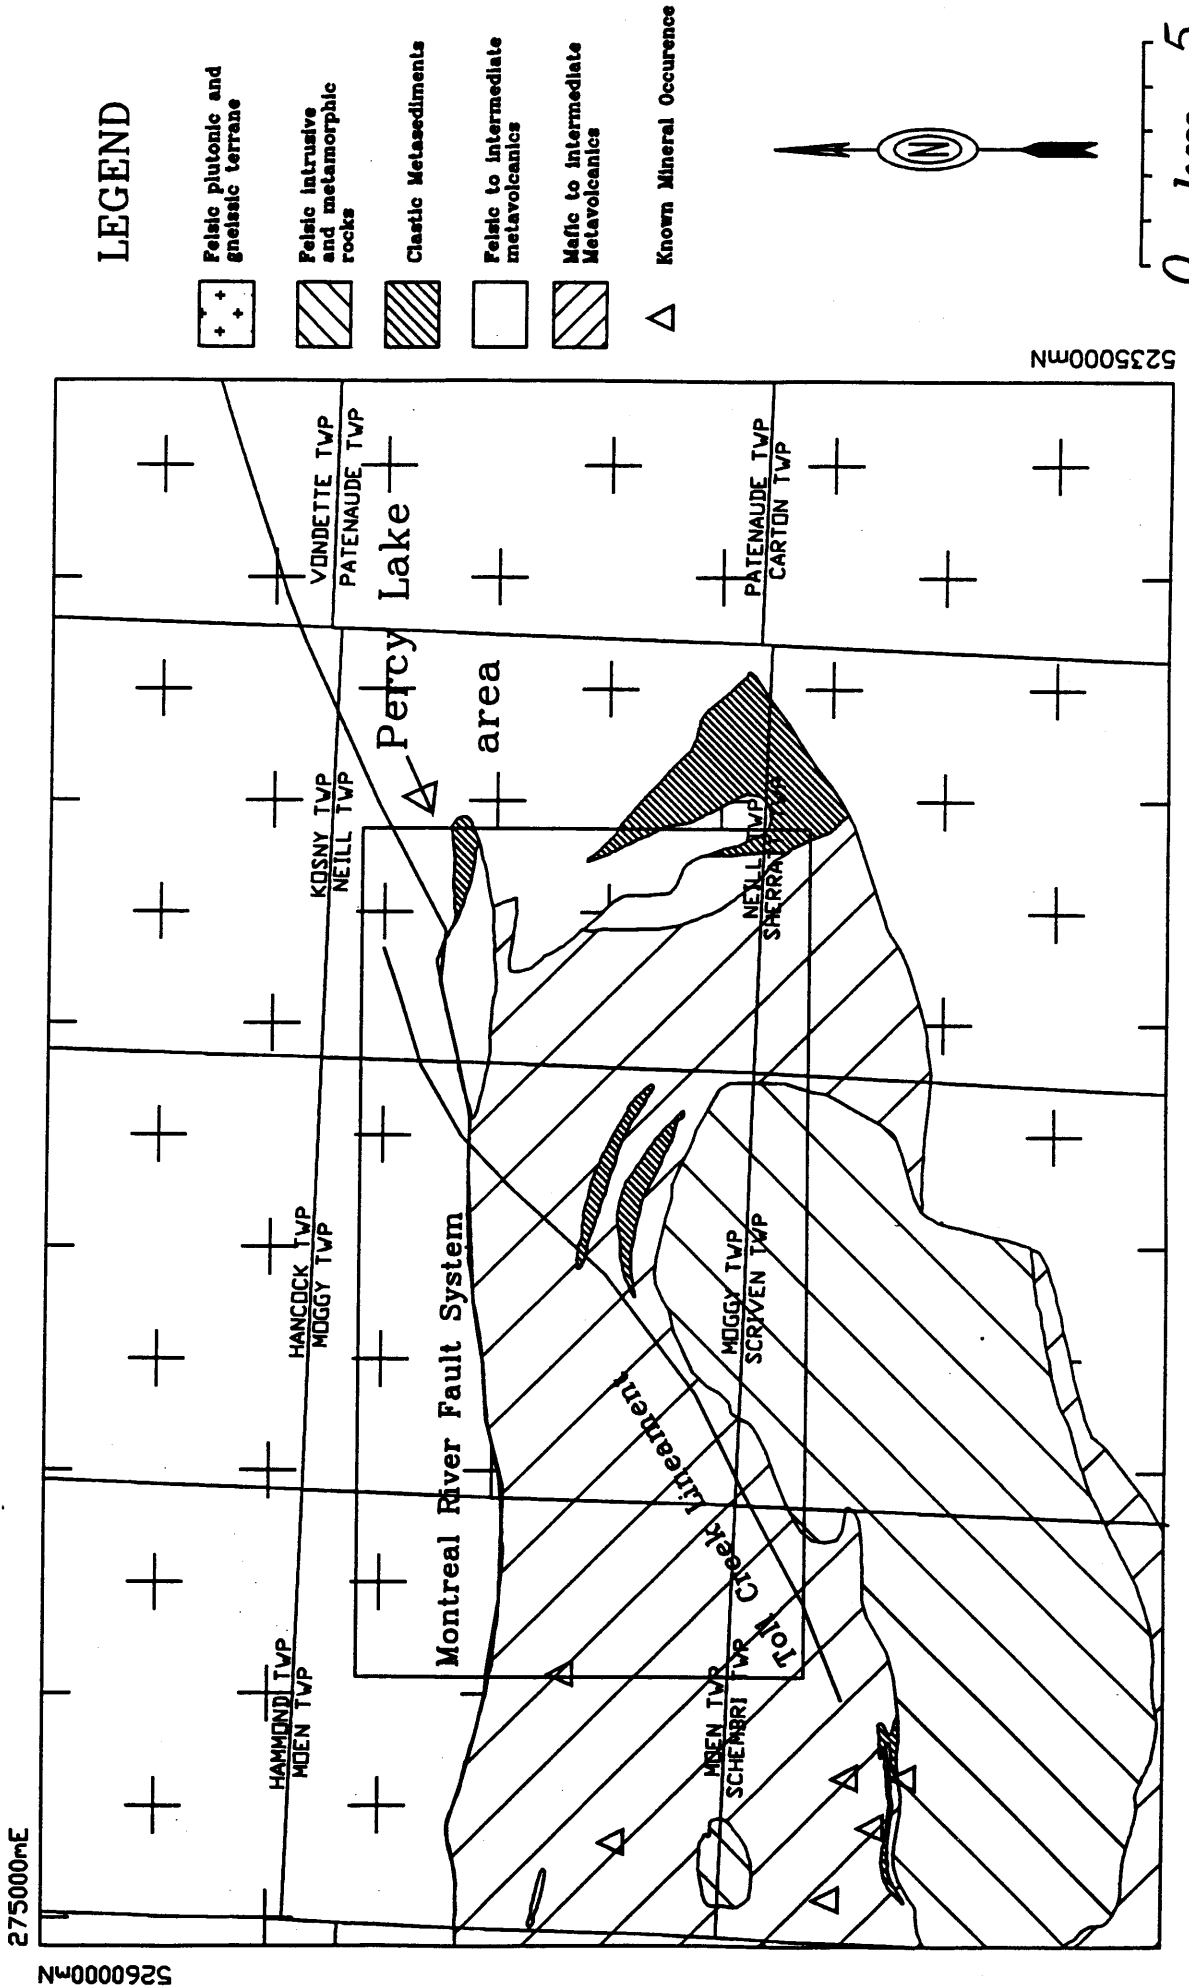 LEGEND
Felsic plutonic and
gneissic terrane
Felsic intrusive
and metamorphic
rocks
Clastic Metasediments
Felsic to intermediate
metavolcanics
Mafic to intermediate
Metavolcanics
Known Mineral Occurence
N
0 kms 5
275000mE
5260000mN
5235000mN
HAMMOND TWP
MOEN TWP
HANCOCK TWP
MOGGY TWP
KOSNY TWP
NEILL TWP
VONDETTE TWP
PATENAUDE TWP
Percy Lake
area
Montreal River Fault System
Toll Creek Lineament
MOEN TWP
SCHEMBRI TWP
MOGGY TWP
SCRIVEN TWP
NEILL TWP
SHERRATT TWP
PATENAUDE TWP
CARTON TWP